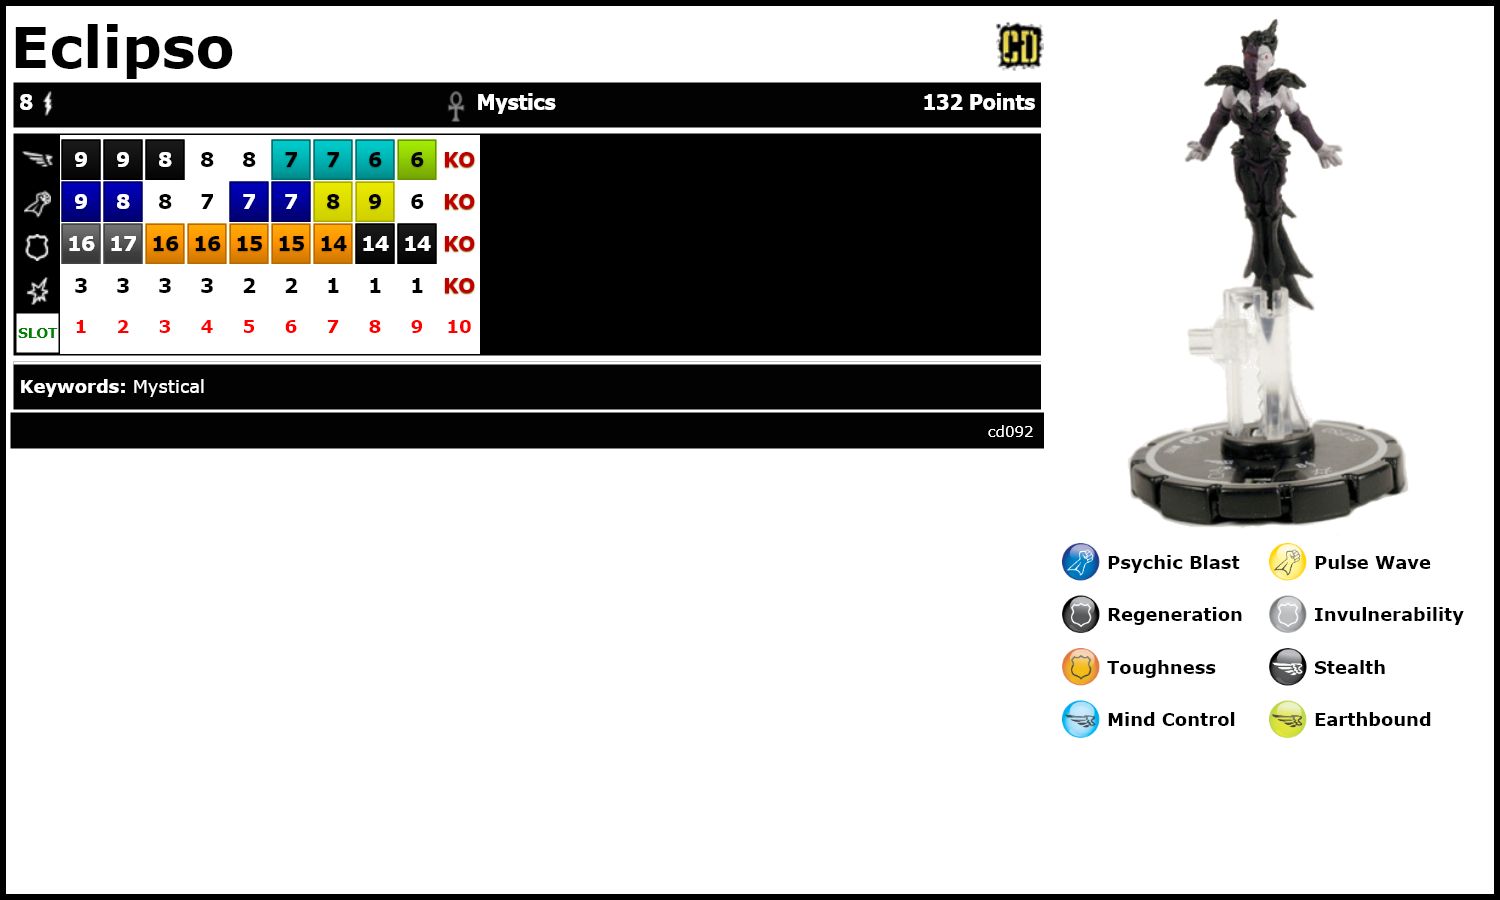 Eclipso
CD
8 Mystics 132 Points
9 9 8 8 8 7 7 6 6 KO
9 8 8 7 7 7 8 9 6 KO
16 17 16 16 15 15 14 14 14 KO
3 3 3 3 2 2 1 1 1 KO
SLOT 1 2 3 4 5 6 7 8 9 10
Keywords: Mystical
cd092
Psychic Blast Pulse Wave
Regeneration Invulnerability
Toughness Stealth
Mind Control Earthbound